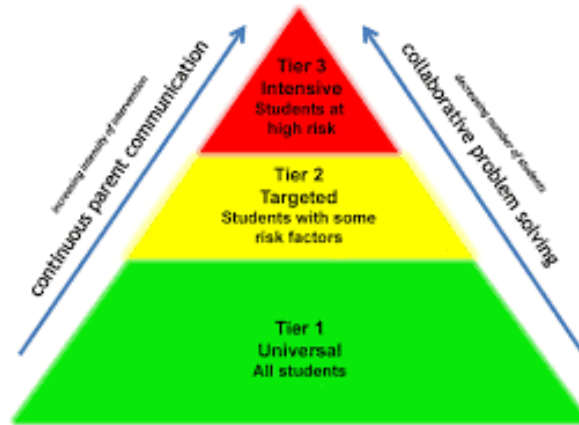 Tier 3
Intensive
Students at
high risk
Tier 2
Targeted
Students with some
risk factors
Tier 1
Universal
All students
increasing intensity of intervention
continuous parent communication
decreasing number of students
collaborative problem solving